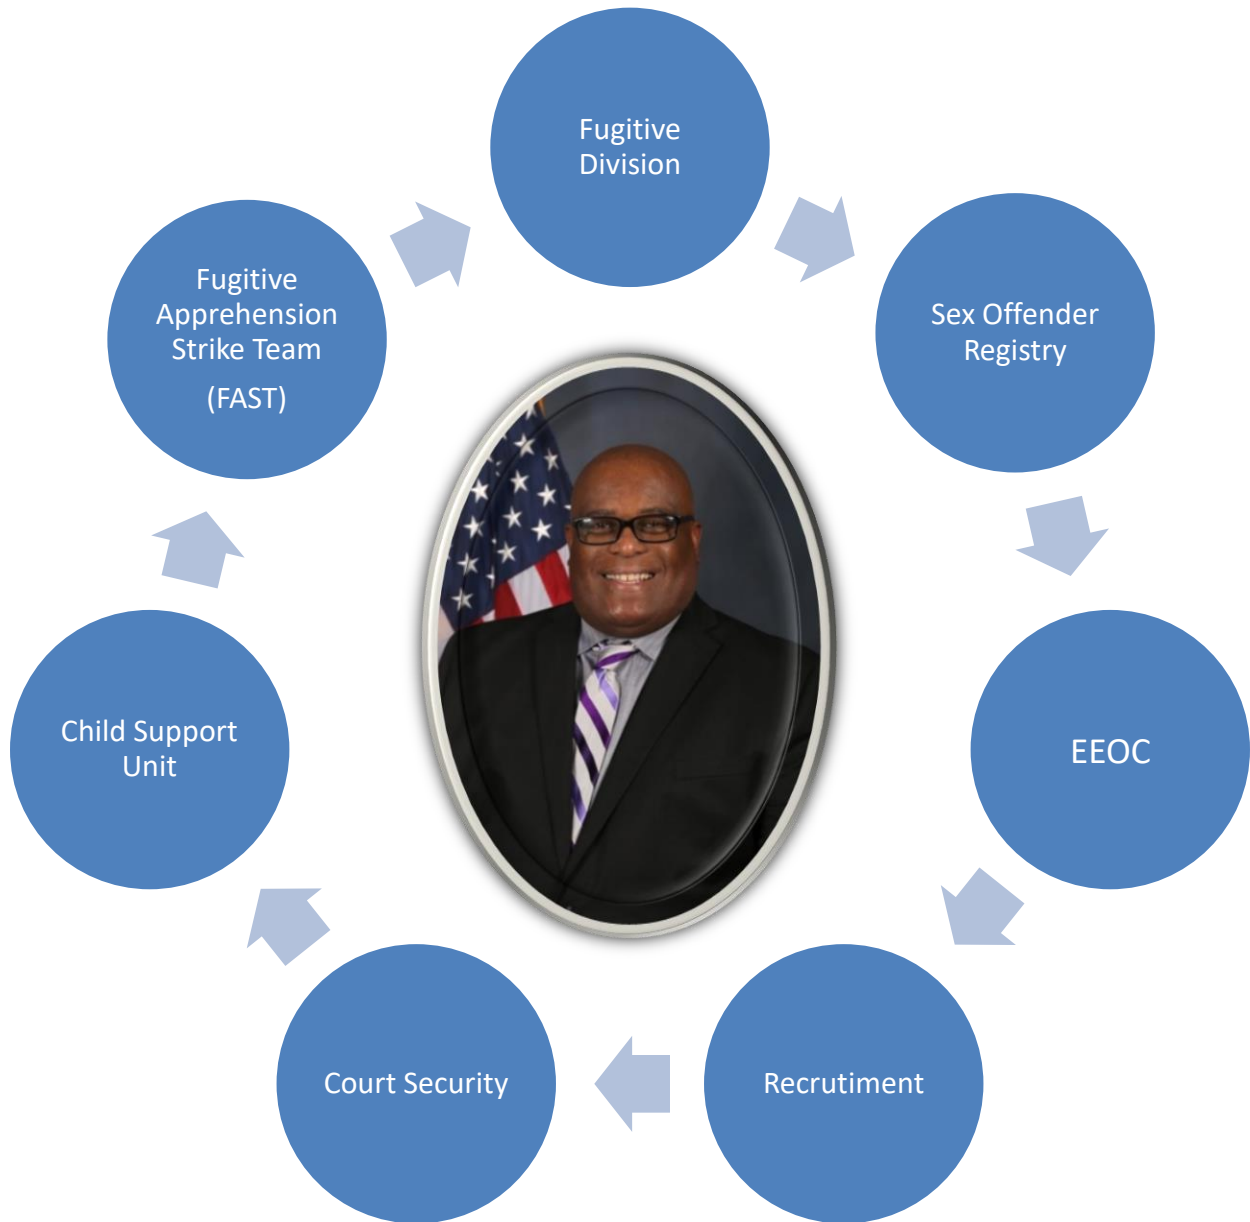 Fugitive
Division
Sex Offender
Registry
EEOC
Recrutiment
Court Security
Child Support
Unit
Fugitive
Apprehension
Strike Team
(FAST)